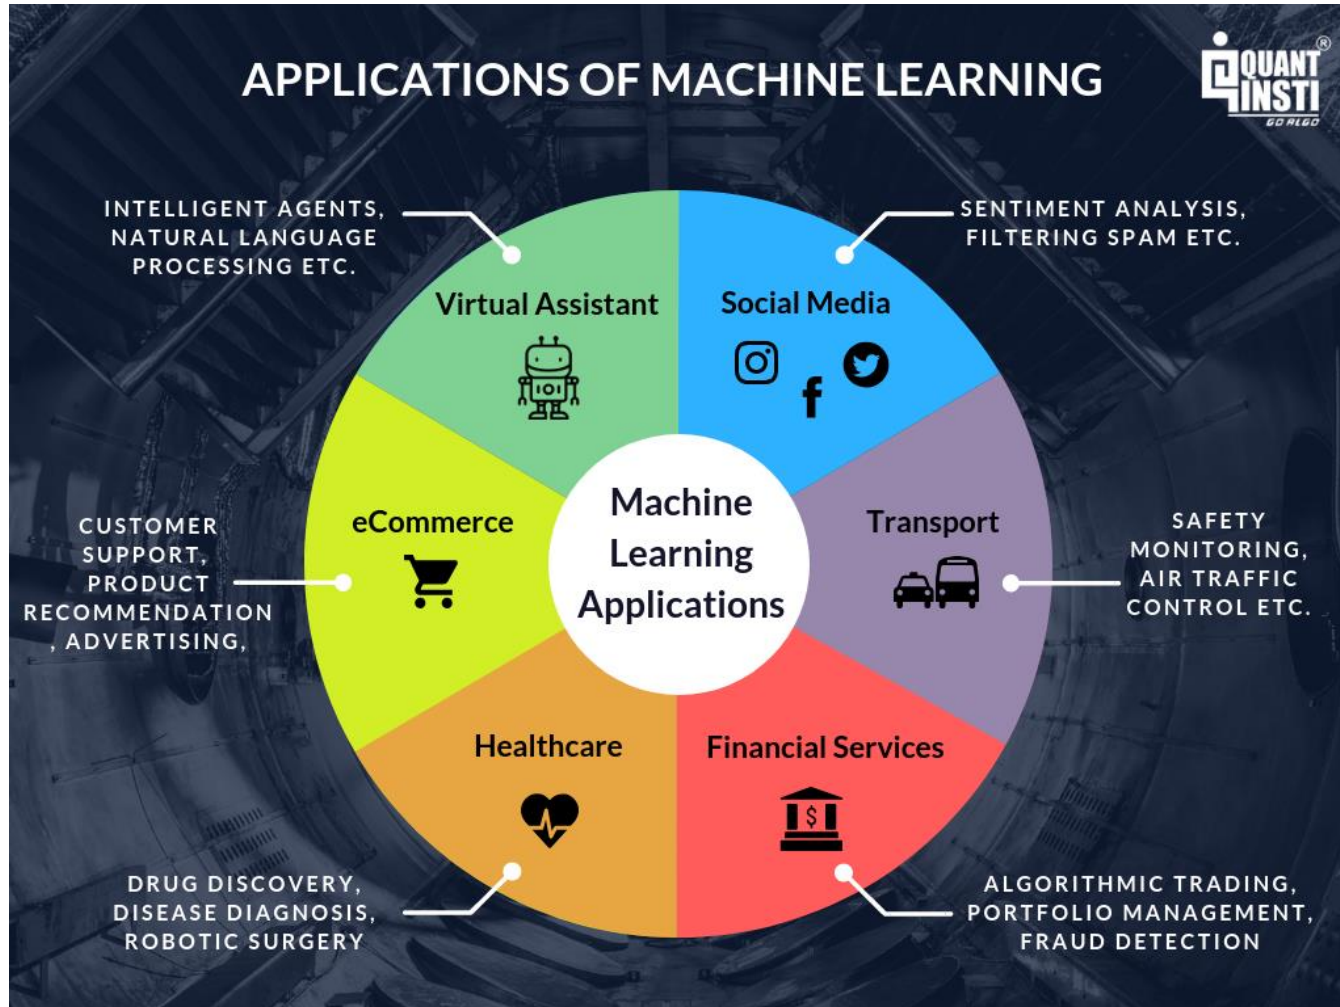 APPLICATIONS OF MACHINE LEARNING
QUANT
INSTI
®
GO ALGO
INTELLIGENT AGENTS,
NATURAL LANGUAGE
PROCESSING ETC.
SENTIMENT ANALYSIS,
FILTERING SPAM ETC.
Virtual Assistant
Social Media
CUSTOMER
SUPPORT,
PRODUCT
RECOMMENDATION
, ADVERTISING,
eCommerce
Machine
Learning
Applications
Transport
SAFETY
MONITORING,
AIR TRAFFIC
CONTROL ETC.
Healthcare
Financial Services
$
DRUG DISCOVERY,
DISEASE DIAGNOSIS,
ROBOTIC SURGERY
ALGORITHMIC TRADING,
PORTFOLIO MANAGEMENT,
FRAUD DETECTION